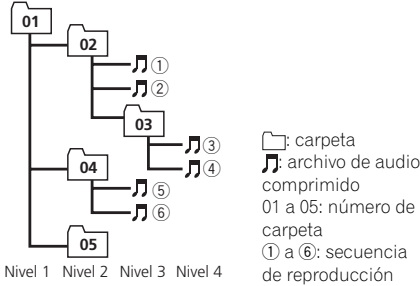 01
02
①
②
03
③
④
04
⑤
⑥
05
Nivel 1 Nivel 2 Nivel 3 Nivel 4
: carpeta
: archivo de audio
comprimido
01 a 05: número de
carpeta
① a ⑥: secuencia
de reproducción